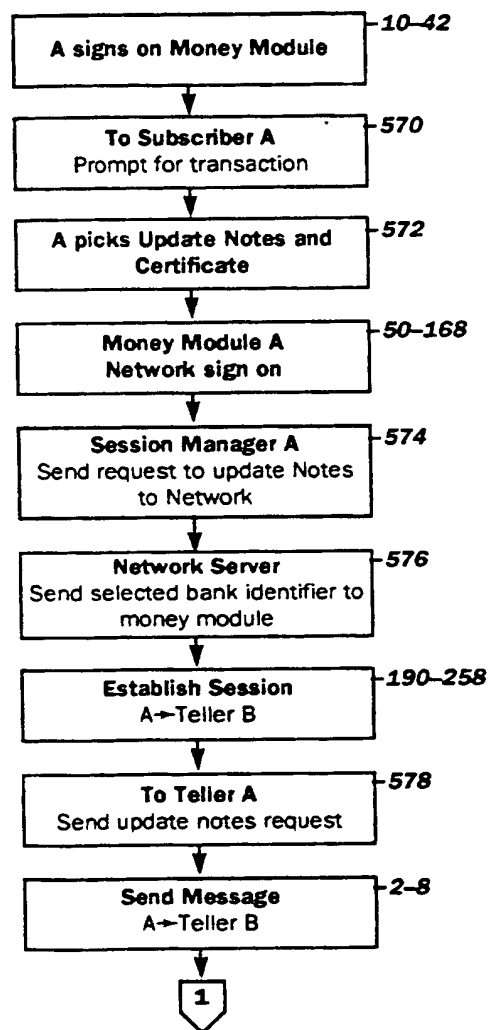 10–42
A signs on Money Module
570
To Subscriber A
Prompt for transaction
572
A picks Update Notes and
Certificate
50–168
Money Module A
Network sign on
574
Session Manager A
Send request to update Notes
to Network
576
Network Server
Send selected bank identifier to
money module
190–258
Establish Session
A→Teller B
578
To Teller A
Send update notes request
2–8
Send Message
A→Teller B
1